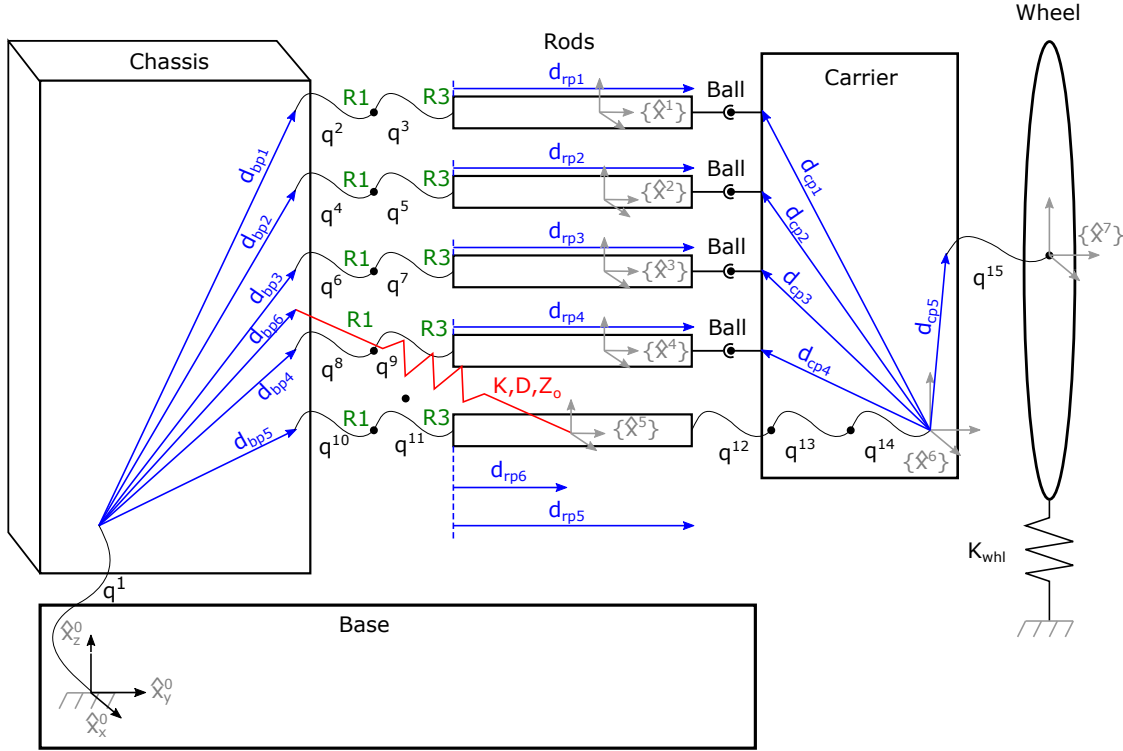 Wheel
Chassis
Rods
Carrier
R1
R3
d_rp1
Ball
{x̂^1}
q^2
q^3
d_bp1
d_cp1
R1
R3
d_rp2
Ball
{x̂^2}
q^4
q^5
d_bp2
d_cp2
{x̂^7}
R1
R3
d_rp3
Ball
{x̂^3}
q^6
q^7
d_bp3
d_cp3
q^15
d_bp6
R1
R3
d_rp4
Ball
{x̂^4}
q^8
q^9
d_bp4
d_cp4
d_cp5
K,D,Z_o
R1
R3
{x̂^5}
d_bp5
q^10
q^11
q^12
q^13
q^14
{x̂^6}
d_rp6
d_rp5
K_whl
q^1
Base
x̂_z^0
x̂_y^0
x̂_x^0